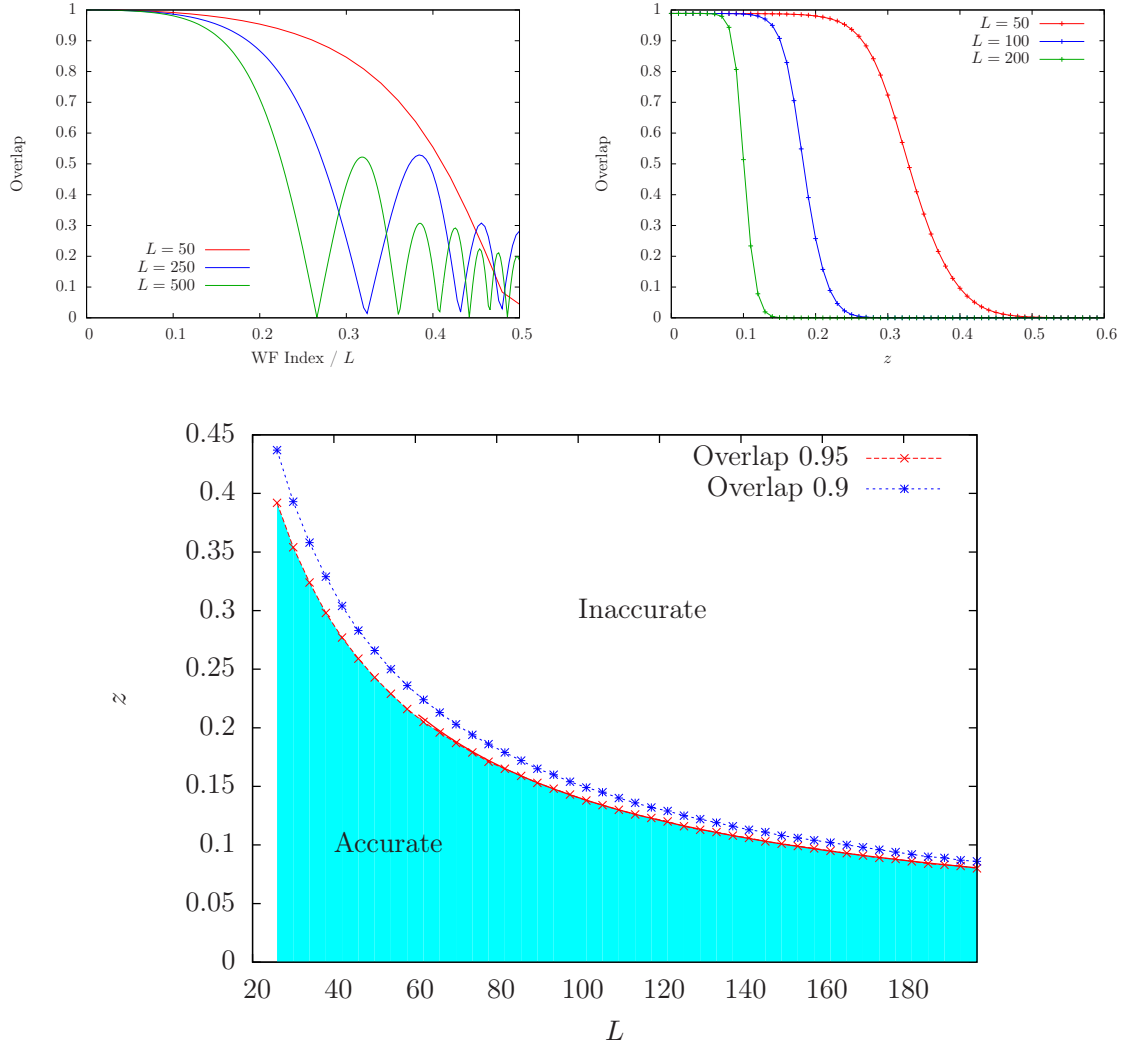 1
0.9
0.8
0.7
0.6
0.5
0.4
0.3
0.2
0.1
0
Overlap
L = 50
L = 250
L = 500
0 0.1 0.2 0.3 0.4 0.5
WF Index / L
1
0.9
0.8
0.7
0.6
0.5
0.4
0.3
0.2
0.1
0
Overlap
L = 50
L = 100
L = 200
0 0.1 0.2 0.3 0.4 0.5 0.6
z
0.45
0.4
0.35
0.3
0.25
0.2
0.15
0.1
0.05
0
z
Overlap 0.95
Overlap 0.9
Inaccurate
Accurate
20 40 60 80 100 120 140 160 180
L